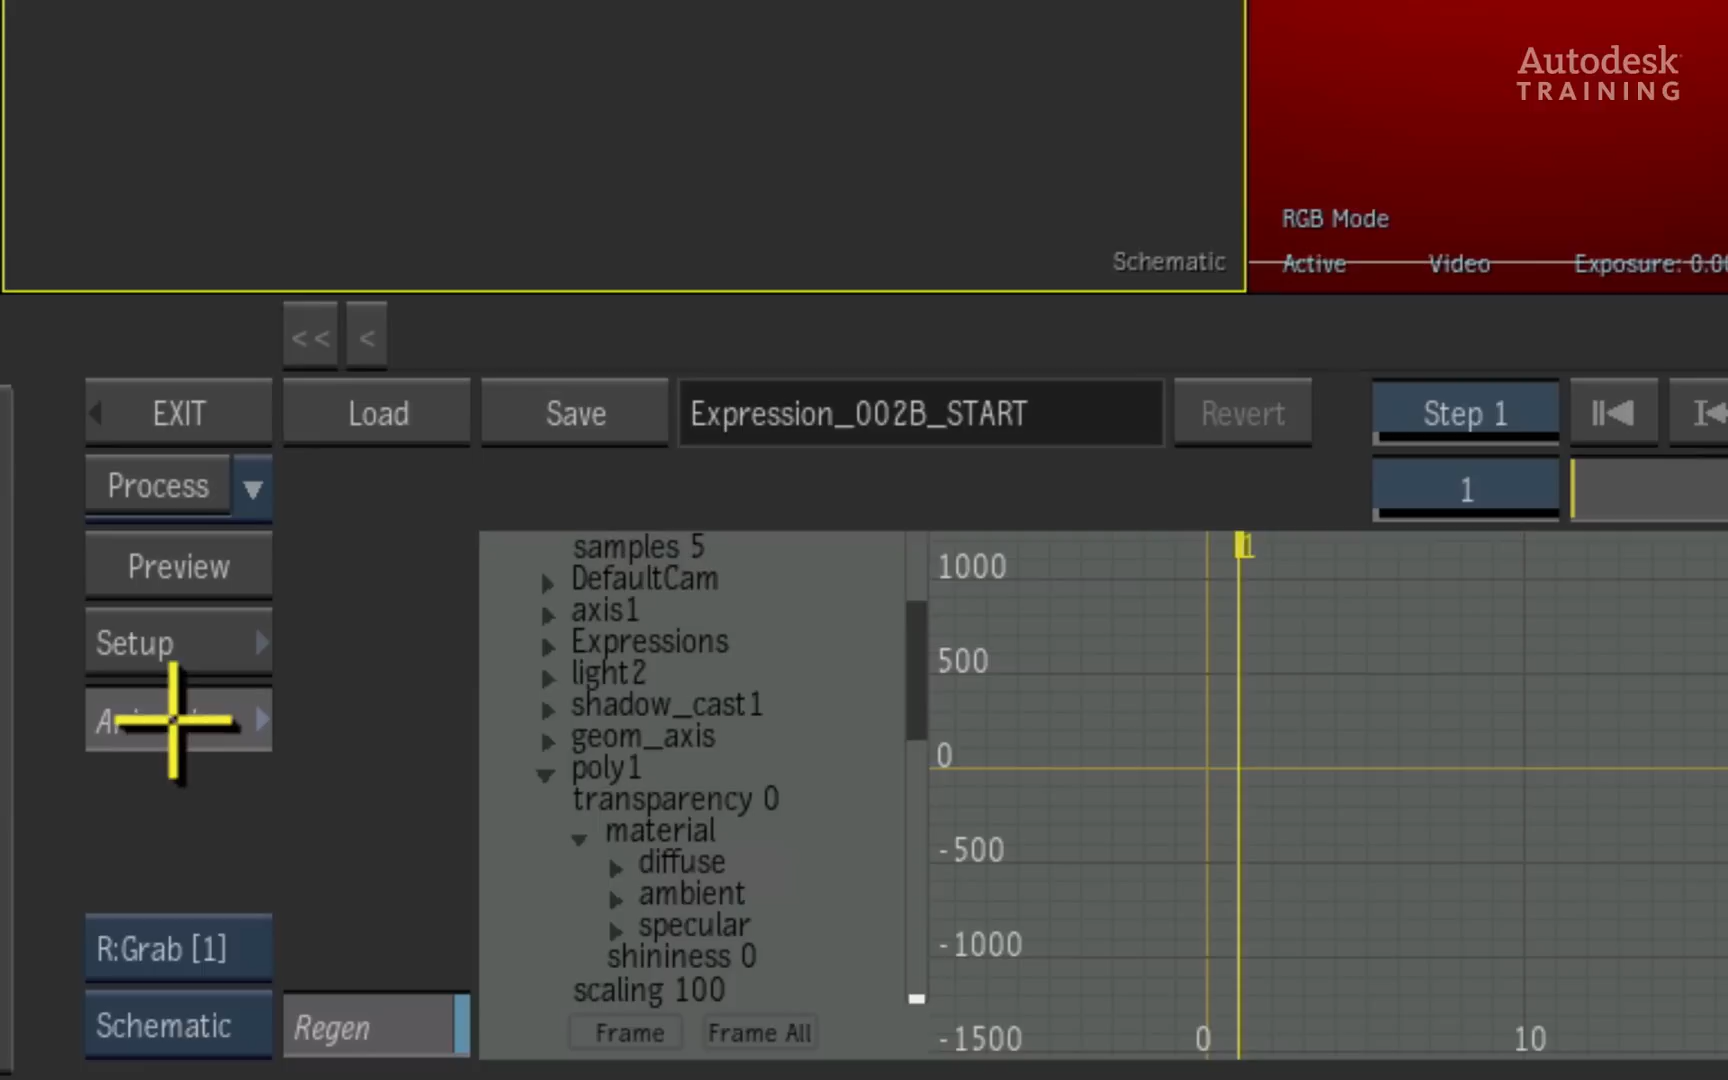 Autodesk
TRAINING
RGB Mode
Schematic
Active Video Exposure:
<< <
EXIT Load Save Expression_002B_START Revert Step 1
Process 1
Preview
Setup
samples 5
DefaultCam
axis1
Expressions
light2
shadow_cast1
geom_axis
poly1
transparency 0
material
diffuse
ambient
specular
shininess 0
scaling 100
Frame Frame All
1
1000
500
0
-500
-1000
-1500 0 10
R:Grab [1]
Schematic Regen